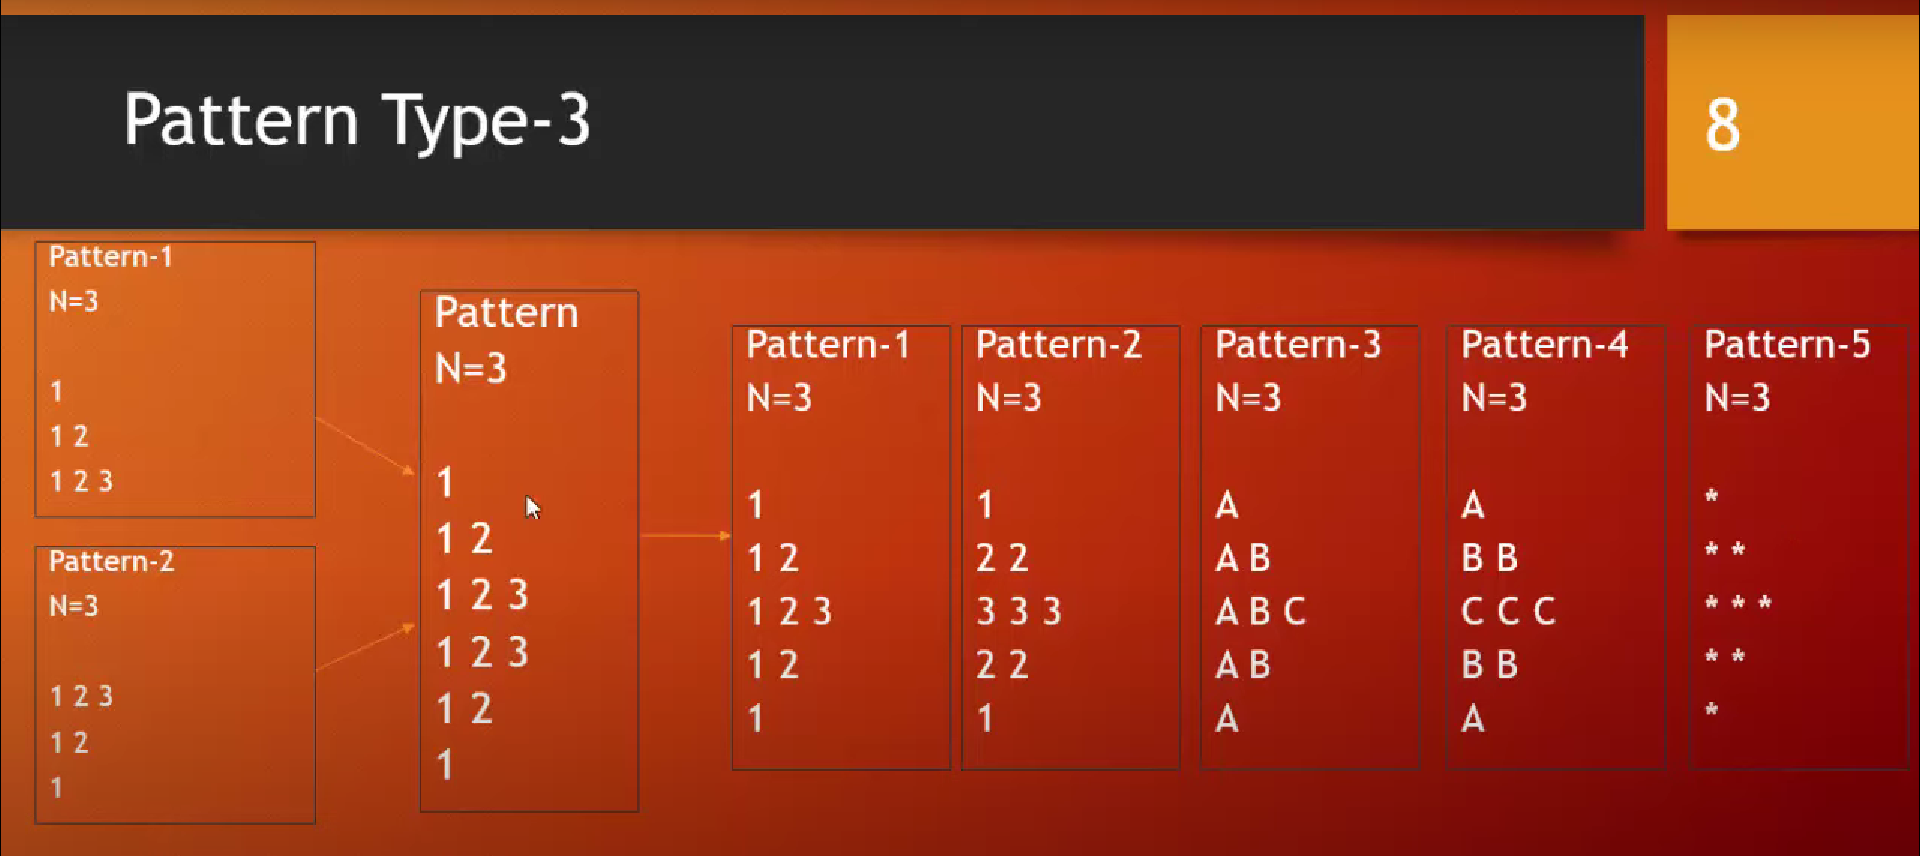 Pattern Type-3
8
Pattern-1
N=3
1
1 2
1 2 3
Pattern-2
N=3
1 2 3
1 2
1
Pattern
N=3
1
1 2
1 2 3
1 2 3
1 2
1
Pattern-1
N=3
1
1 2
1 2 3
1 2
1
Pattern-2
N=3
1
2 2
3 3 3
2 2
1
Pattern-3
N=3
A
A B
A B C
A B
A
Pattern-4
N=3
A
B B
C C C
B B
A
Pattern-5
N=3
*
* *
* * *
* *
*